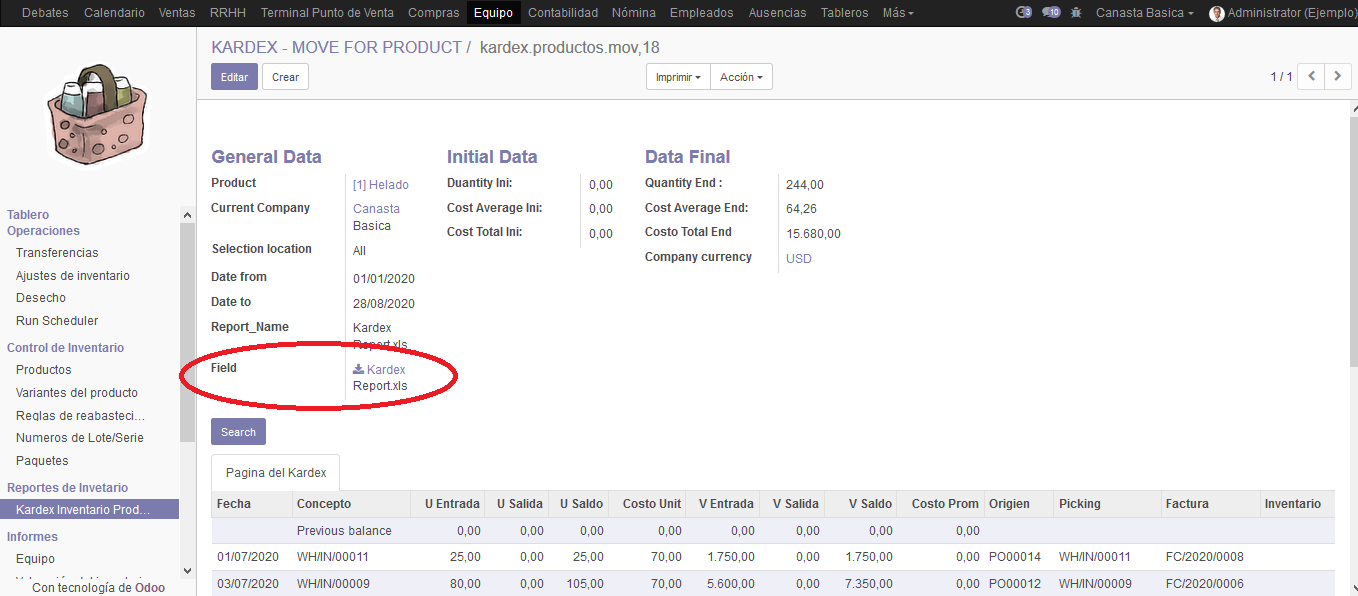 Debates Calendario Ventas RRHH Terminal Punto de Venta Compras Equipo Contabilidad Nómina Empleados Ausencias Tableros Más 3 10 Canasta Basica Administrator (Ejemplo)
KARDEX - MOVE FOR PRODUCT / kardex.productos.mov,18
Editar Crear Imprimir Acción 1 / 1
Tablero
Operaciones
Transferencias
Ajustes de inventario
Desecho
Run Scheduler
Control de Inventario
Productos
Variantes del producto
Reglas de reabasteci...
Numeros de Lote/Serie
Paquetes
Reportes de Invetario
Kardex Inventario Prod...
Informes
Equipo
Con tecnología de Odoo
General Data
Product [1] Helado
Current Company Canasta
Basica
Selection location All
Date from 01/01/2020
Date to 28/08/2020
Report_Name Kardex
Report.xls
Field Kardex
Report.xls
Initial Data
Duantity Ini: 0,00
Cost Average Ini: 0,00
Cost Total Ini: 0,00
Data Final
Quantity End : 244,00
Cost Average End: 64,26
Costo Total End 15.680,00
Company currency USD
Search
Pagina del Kardex
Fecha Concepto U Entrada U Salida U Saldo Costo Unit V Entrada V Salida V Saldo Costo Prom Origien Picking Factura Inventario
Previous balance 0,00 0,00 0,00 0,00 0,00 0,00 0,00 0,00
01/07/2020 WH/IN/00011 25,00 0,00 25,00 70,00 1.750,00 0,00 1.750,00 0,00 PO00014 WH/IN/00011 FC/2020/0008
03/07/2020 WH/IN/00009 80,00 0,00 105,00 70,00 5.600,00 0,00 7.350,00 0,00 PO00012 WH/IN/00009 FC/2020/0006